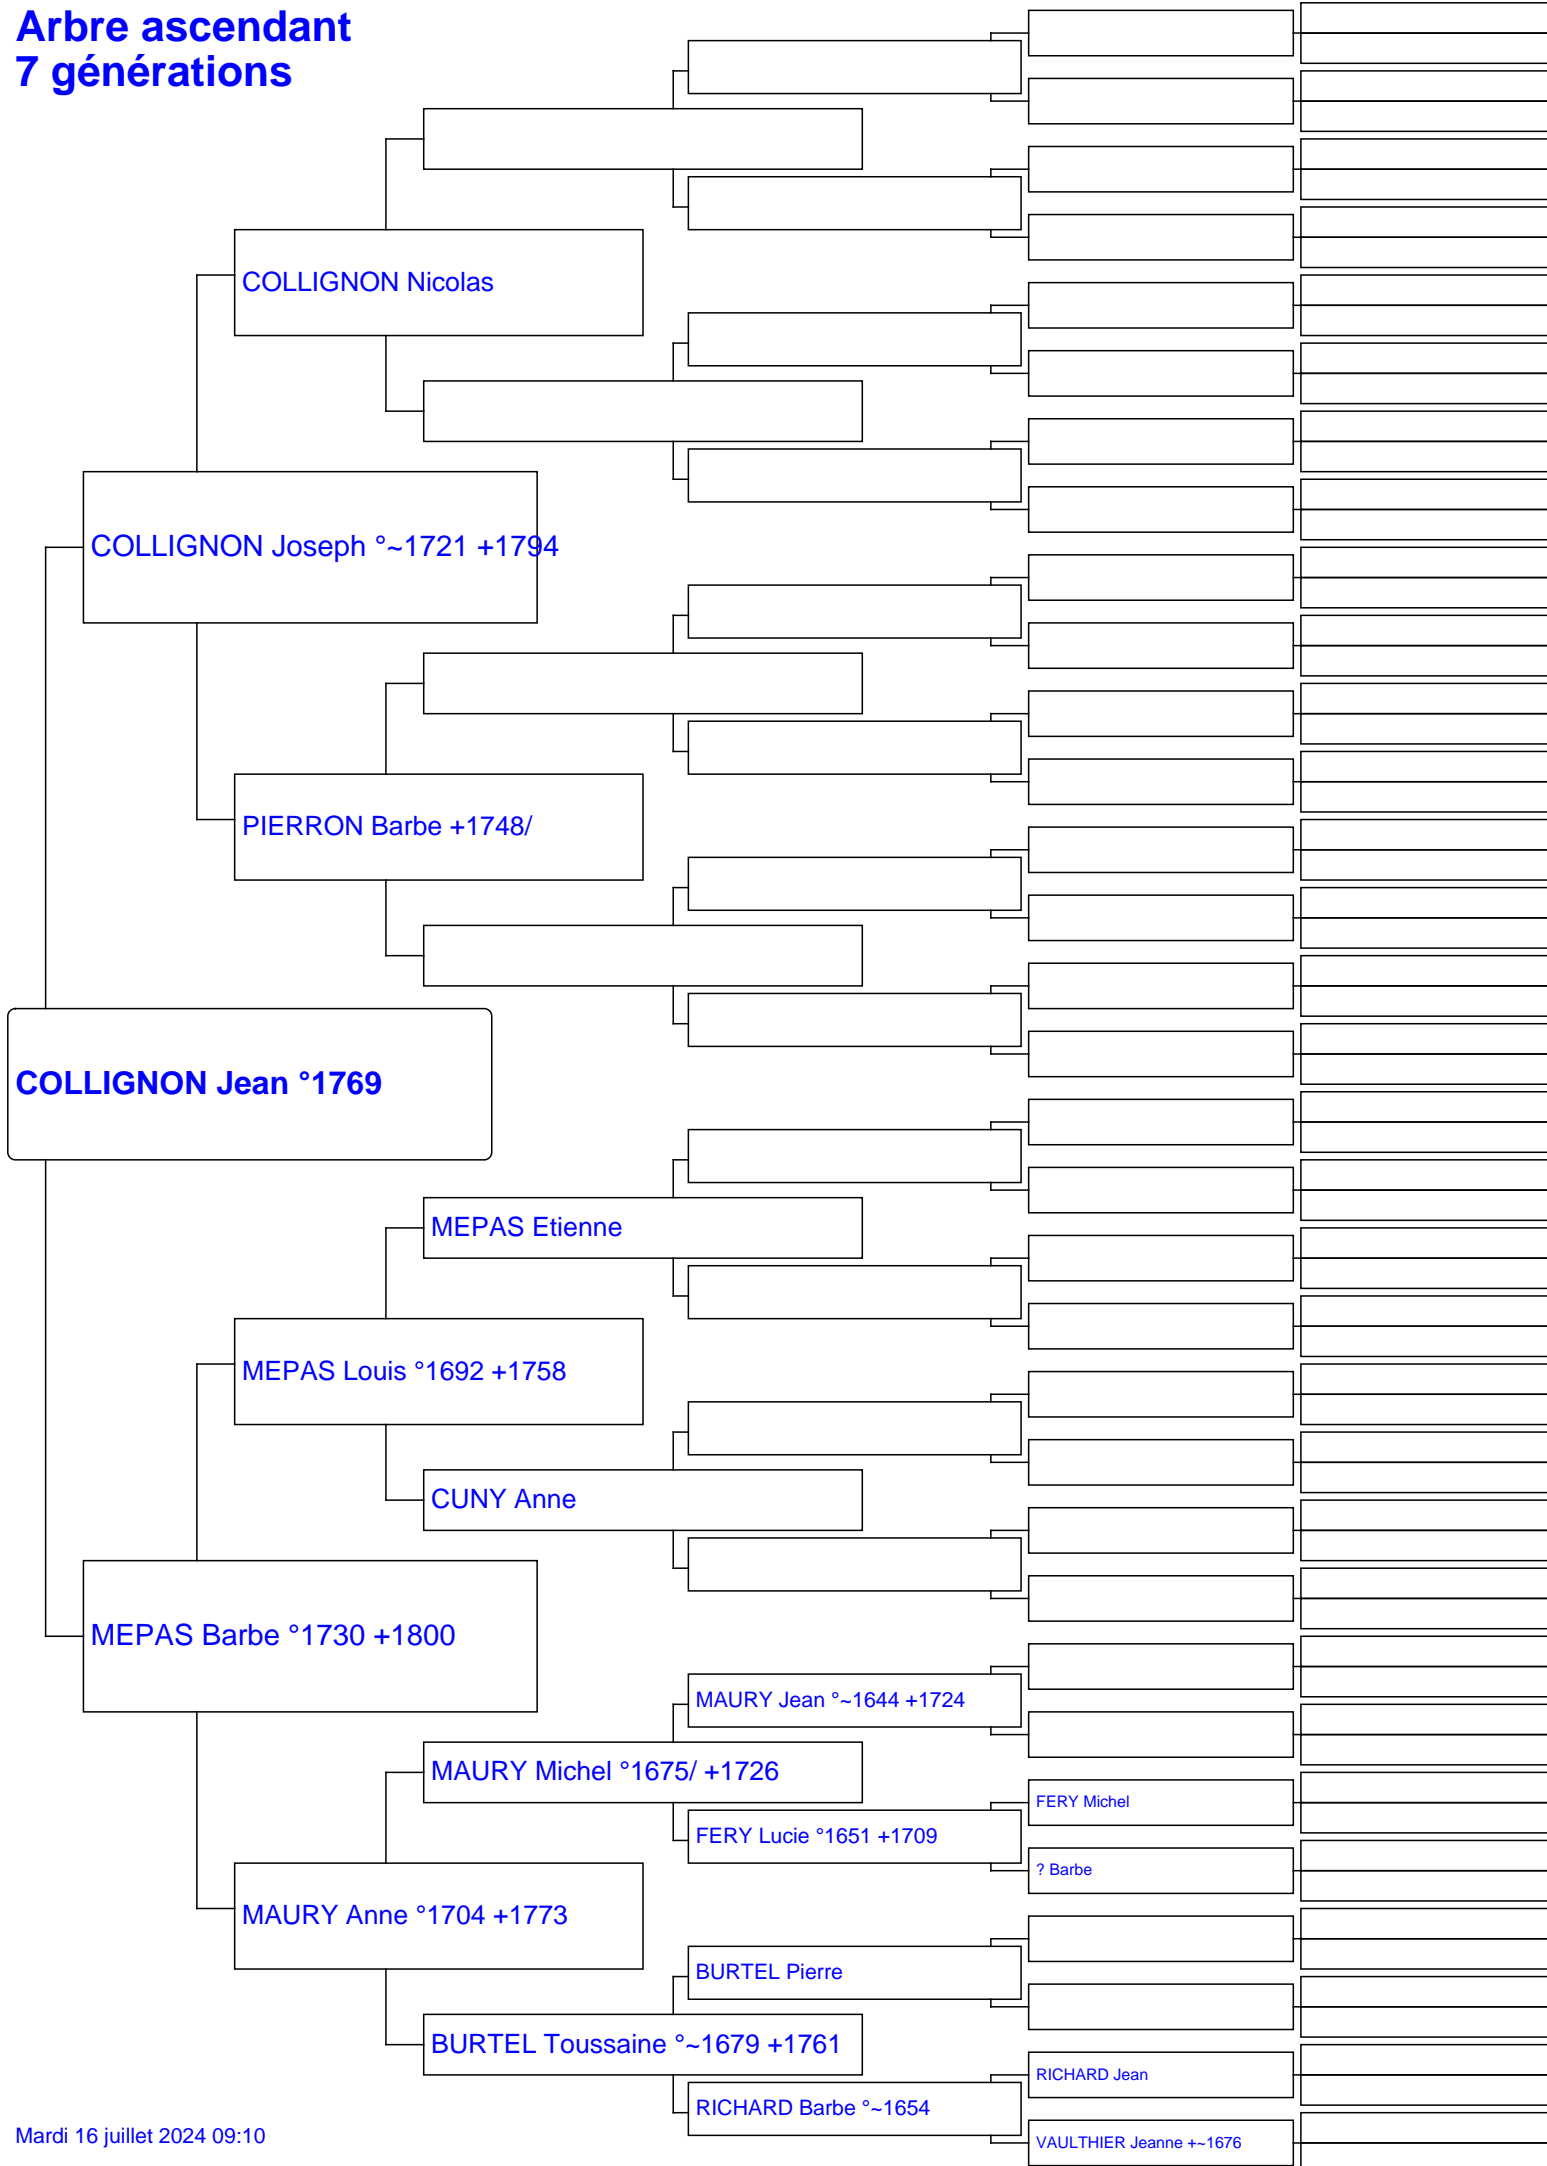 Arbre ascendant
7 générations
COLLIGNON Nicolas
COLLIGNON Joseph °~1721 +1794
PIERRON Barbe +1748/
COLLIGNON Jean °1769
MEPAS Etienne
MEPAS Louis °1692 +1758
CUNY Anne
MEPAS Barbe °1730 +1800
MAURY Jean °~1644 +1724
MAURY Michel °1675/ +1726
FERY Michel
FERY Lucie °1651 +1709
? Barbe
MAURY Anne °1704 +1773
BURTEL Pierre
BURTEL Toussaine °~1679 +1761
RICHARD Jean
RICHARD Barbe °~1654
VAULTHIER Jeanne +~1676
Mardi 16 juillet 2024 09:10